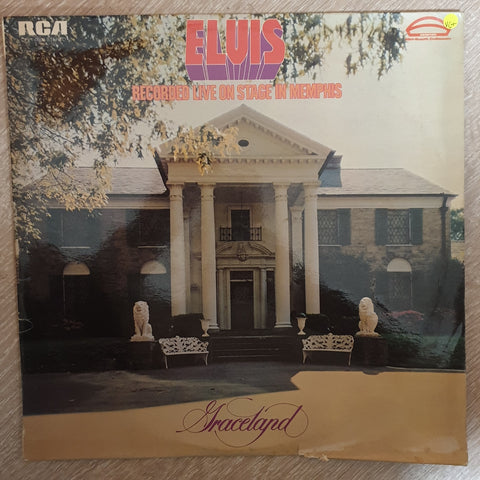 RCA
ELVIS
RECORDED LIVE ON STAGE IN MEMPHIS
Graceland